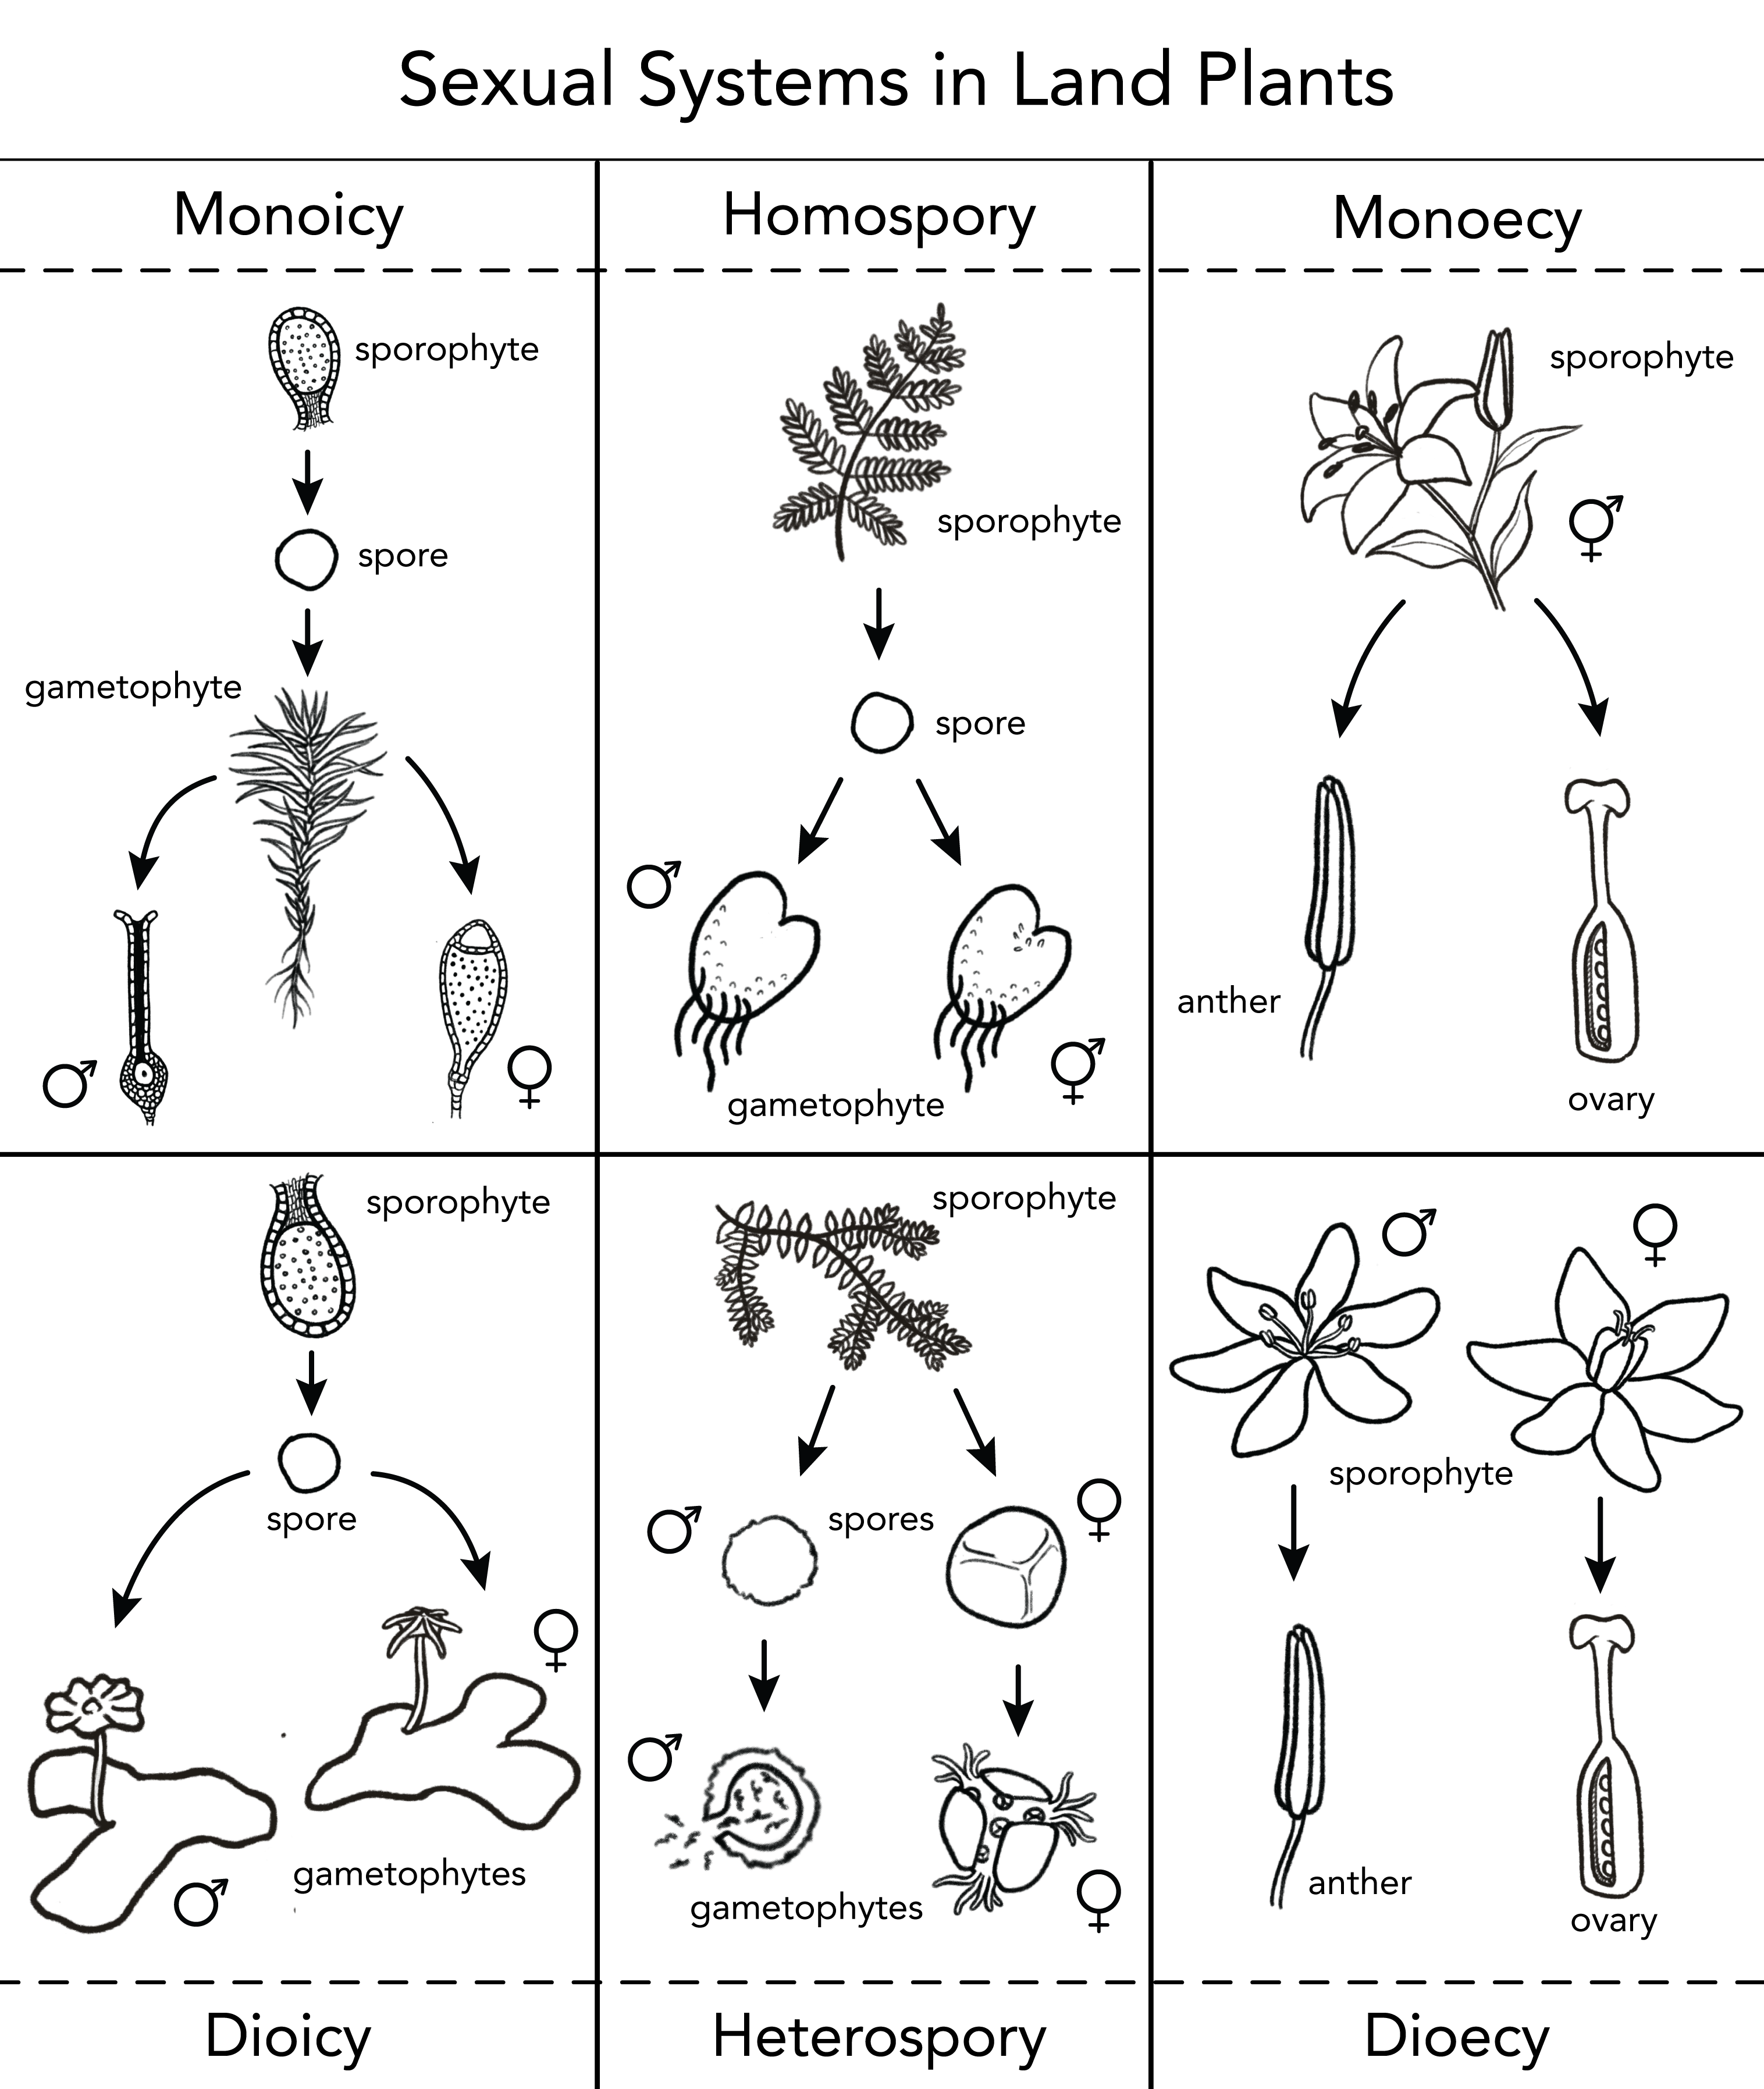 Sexual Systems in Land Plants
Monoicy
sporophyte
spore
gametophyte
♂
♀
Homospory
sporophyte
spore
♂
gametophyte
⚥
Monoecy
sporophyte
⚥
anther
ovary
sporophyte
spore
♀
gametophytes
♂
Dioicy
sporophyte
♂ spores ♀
♂
gametophytes
♀
Heterospory
♂ ♀
sporophyte
anther
ovary
Dioecy